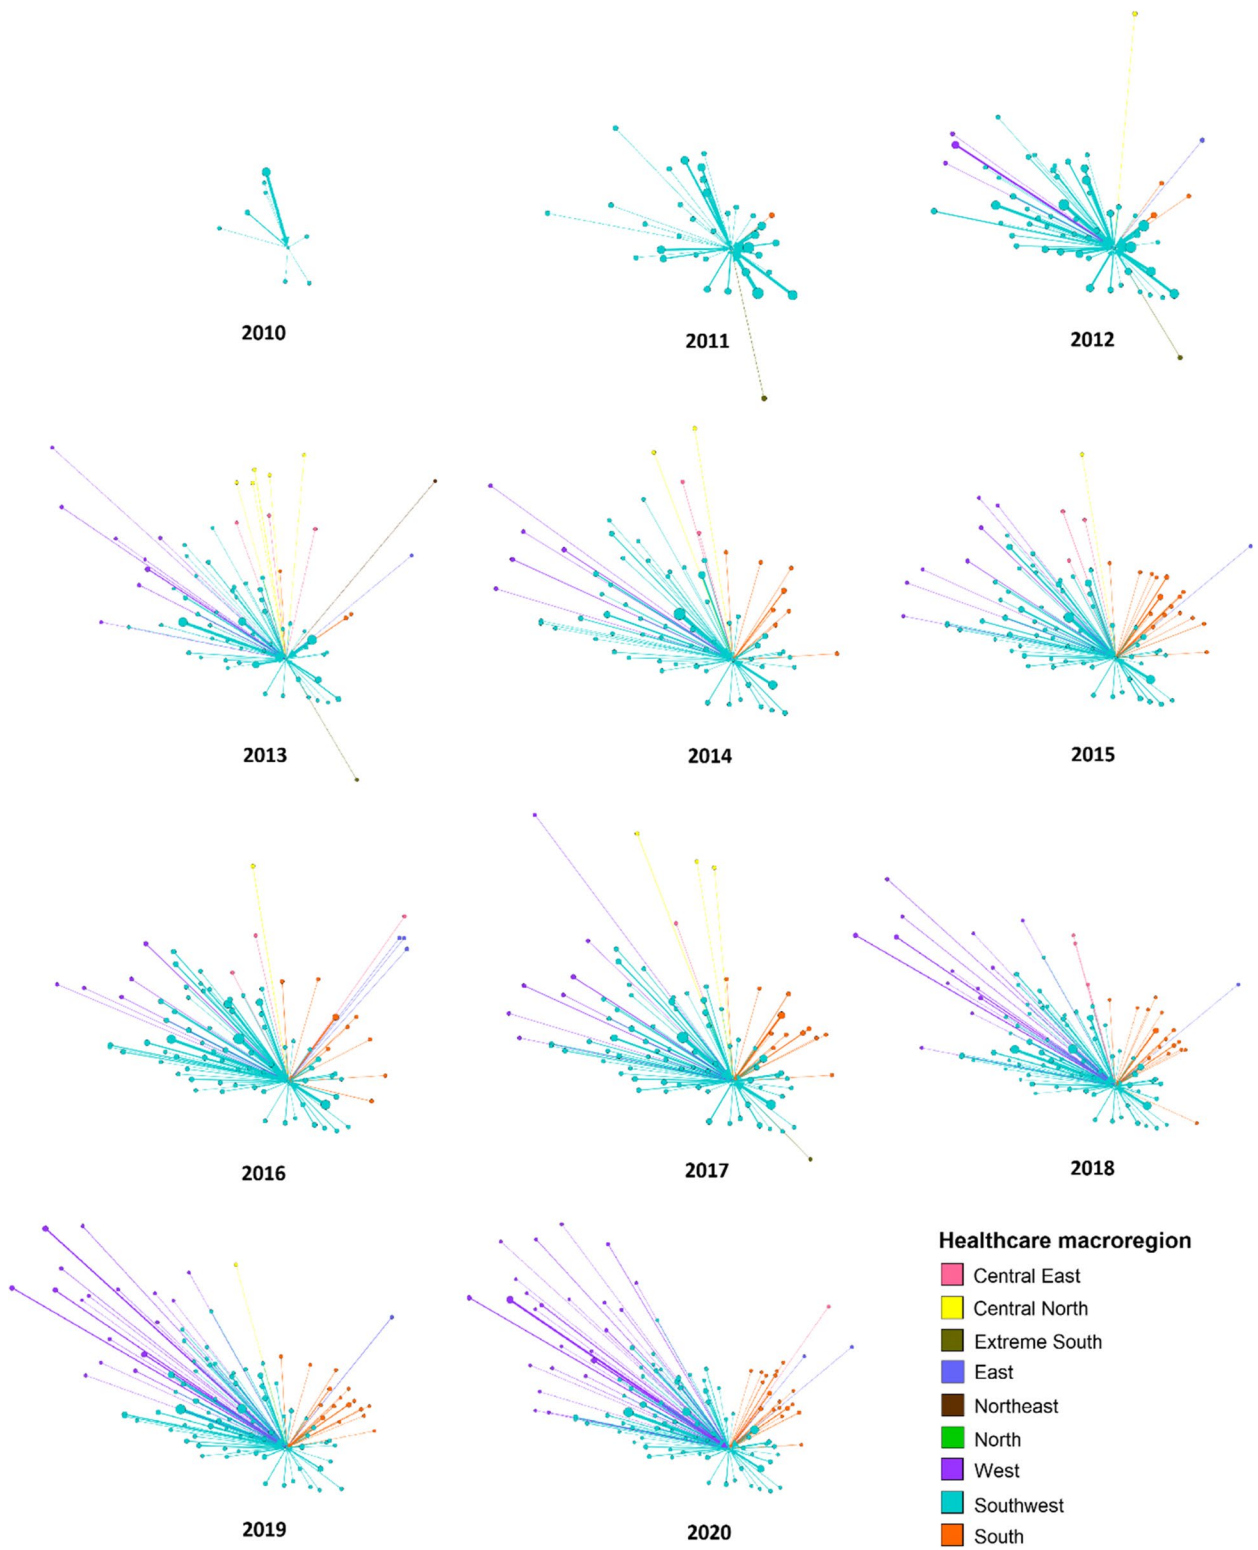 2010
2011
2012
2013
2014
2015
2016
2017
2018
2019
2020
Healthcare macroregion
Central East
Central North
Extreme South
East
Northeast
North
West
Southwest
South